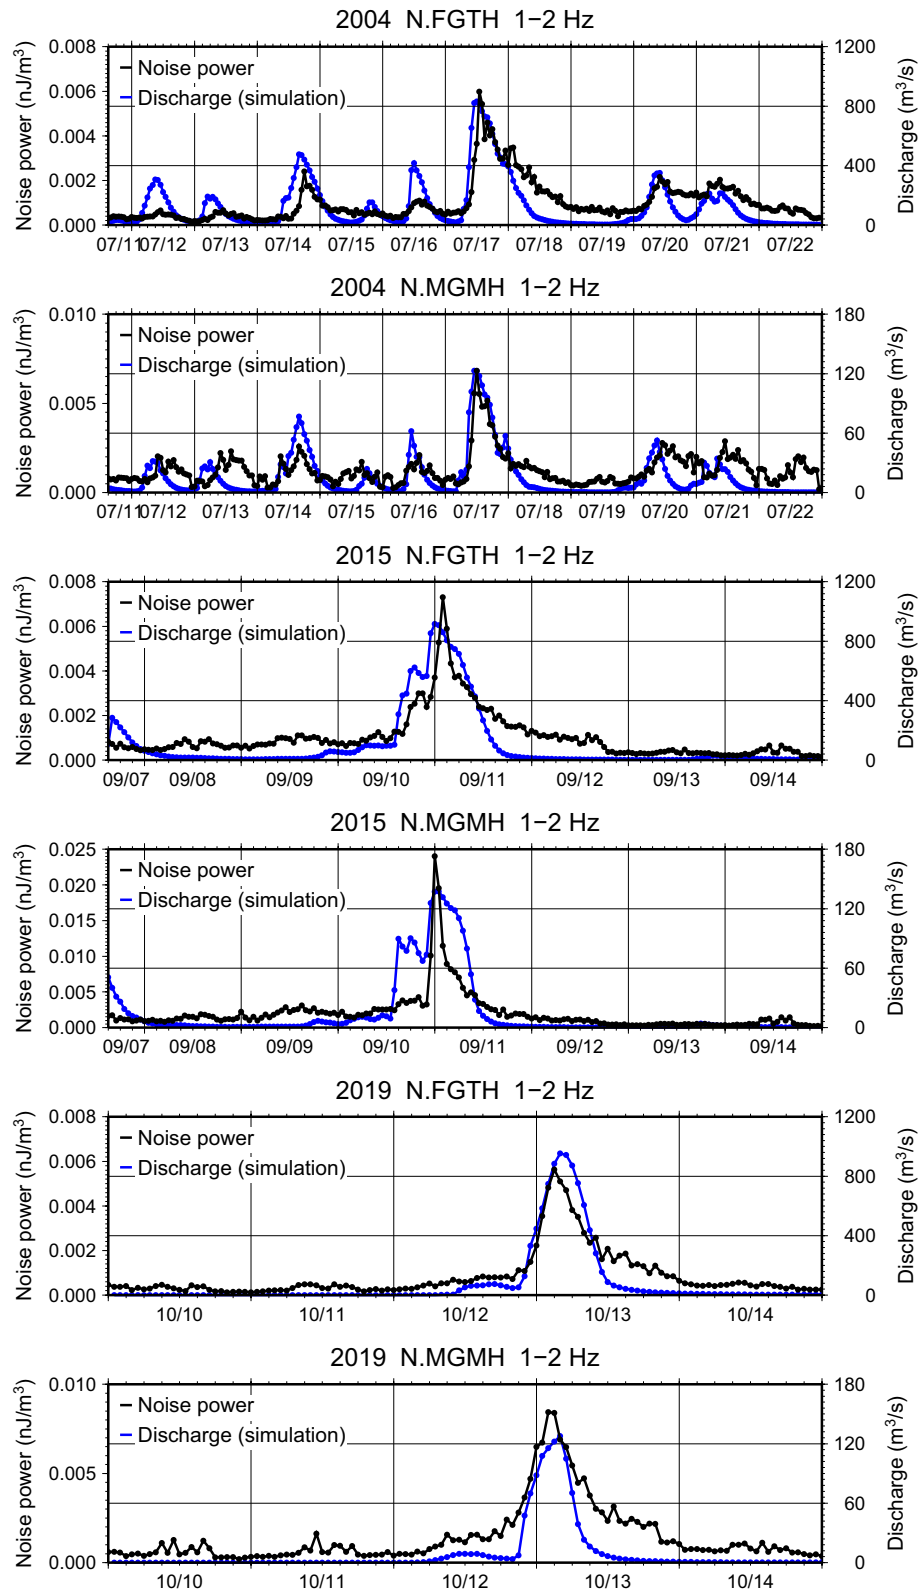 2004 N.FGTH 1−2 Hz
Noise power (nJ/m³)
0.008
0.006
0.004
0.002
0.000
Noise power
Discharge (simulation)
1200
800
400
0
Discharge (m³/s)
07/11 07/12 07/13 07/14 07/15 07/16 07/17 07/18 07/19 07/20 07/21 07/22
2004 N.MGMH 1−2 Hz
Noise power (nJ/m³)
0.010
0.005
0.000
Noise power
Discharge (simulation)
180
120
60
0
Discharge (m³/s)
07/11 07/12 07/13 07/14 07/15 07/16 07/17 07/18 07/19 07/20 07/21 07/22
2015 N.FGTH 1−2 Hz
Noise power (nJ/m³)
0.008
0.006
0.004
0.002
0.000
Noise power
Discharge (simulation)
1200
800
400
0
Discharge (m³/s)
09/07 09/08 09/09 09/10 09/11 09/12 09/13 09/14
2015 N.MGMH 1−2 Hz
Noise power (nJ/m³)
0.025
0.020
0.015
0.010
0.005
0.000
Noise power
Discharge (simulation)
180
120
60
0
Discharge (m³/s)
09/07 09/08 09/09 09/10 09/11 09/12 09/13 09/14
2019 N.FGTH 1−2 Hz
Noise power (nJ/m³)
0.008
0.006
0.004
0.002
0.000
Noise power
Discharge (simulation)
1200
800
400
0
Discharge (m³/s)
10/10 10/11 10/12 10/13 10/14
2019 N.MGMH 1−2 Hz
Noise power (nJ/m³)
0.010
0.005
0.000
Noise power
Discharge (simulation)
180
120
60
0
Discharge (m³/s)
10/10 10/11 10/12 10/13 10/14